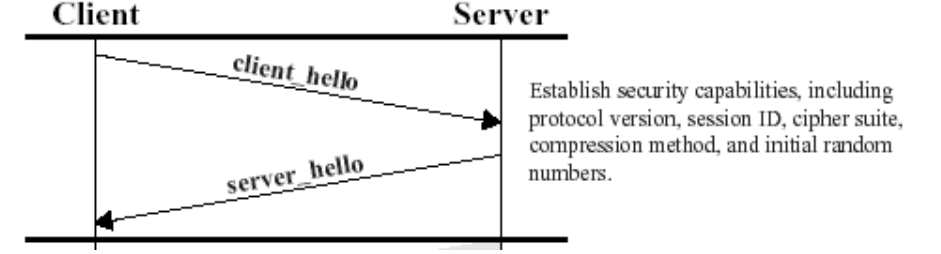 Client Server
client_hello
Establish security capabilities, including
protocol version, session ID, cipher suite,
compression method, and initial random
numbers.
server_hello